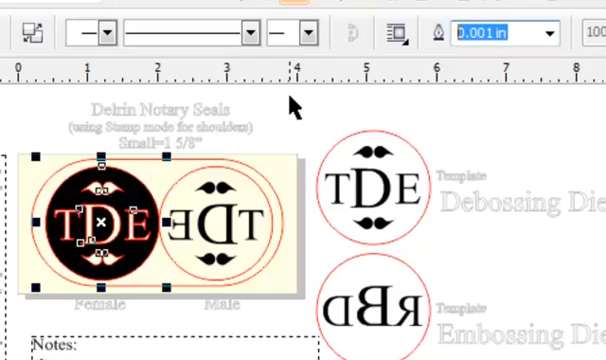 0.001 in
100
0 1 2 3 4 5 6 7 8
Delrin Notary Seals
(using Stamp mode for shoulders)
Small=1 5/8"
TDE
TDE
TDE
Template
Debossing Die
Female
Male
RBD
Template
Embossing Die
Notes: